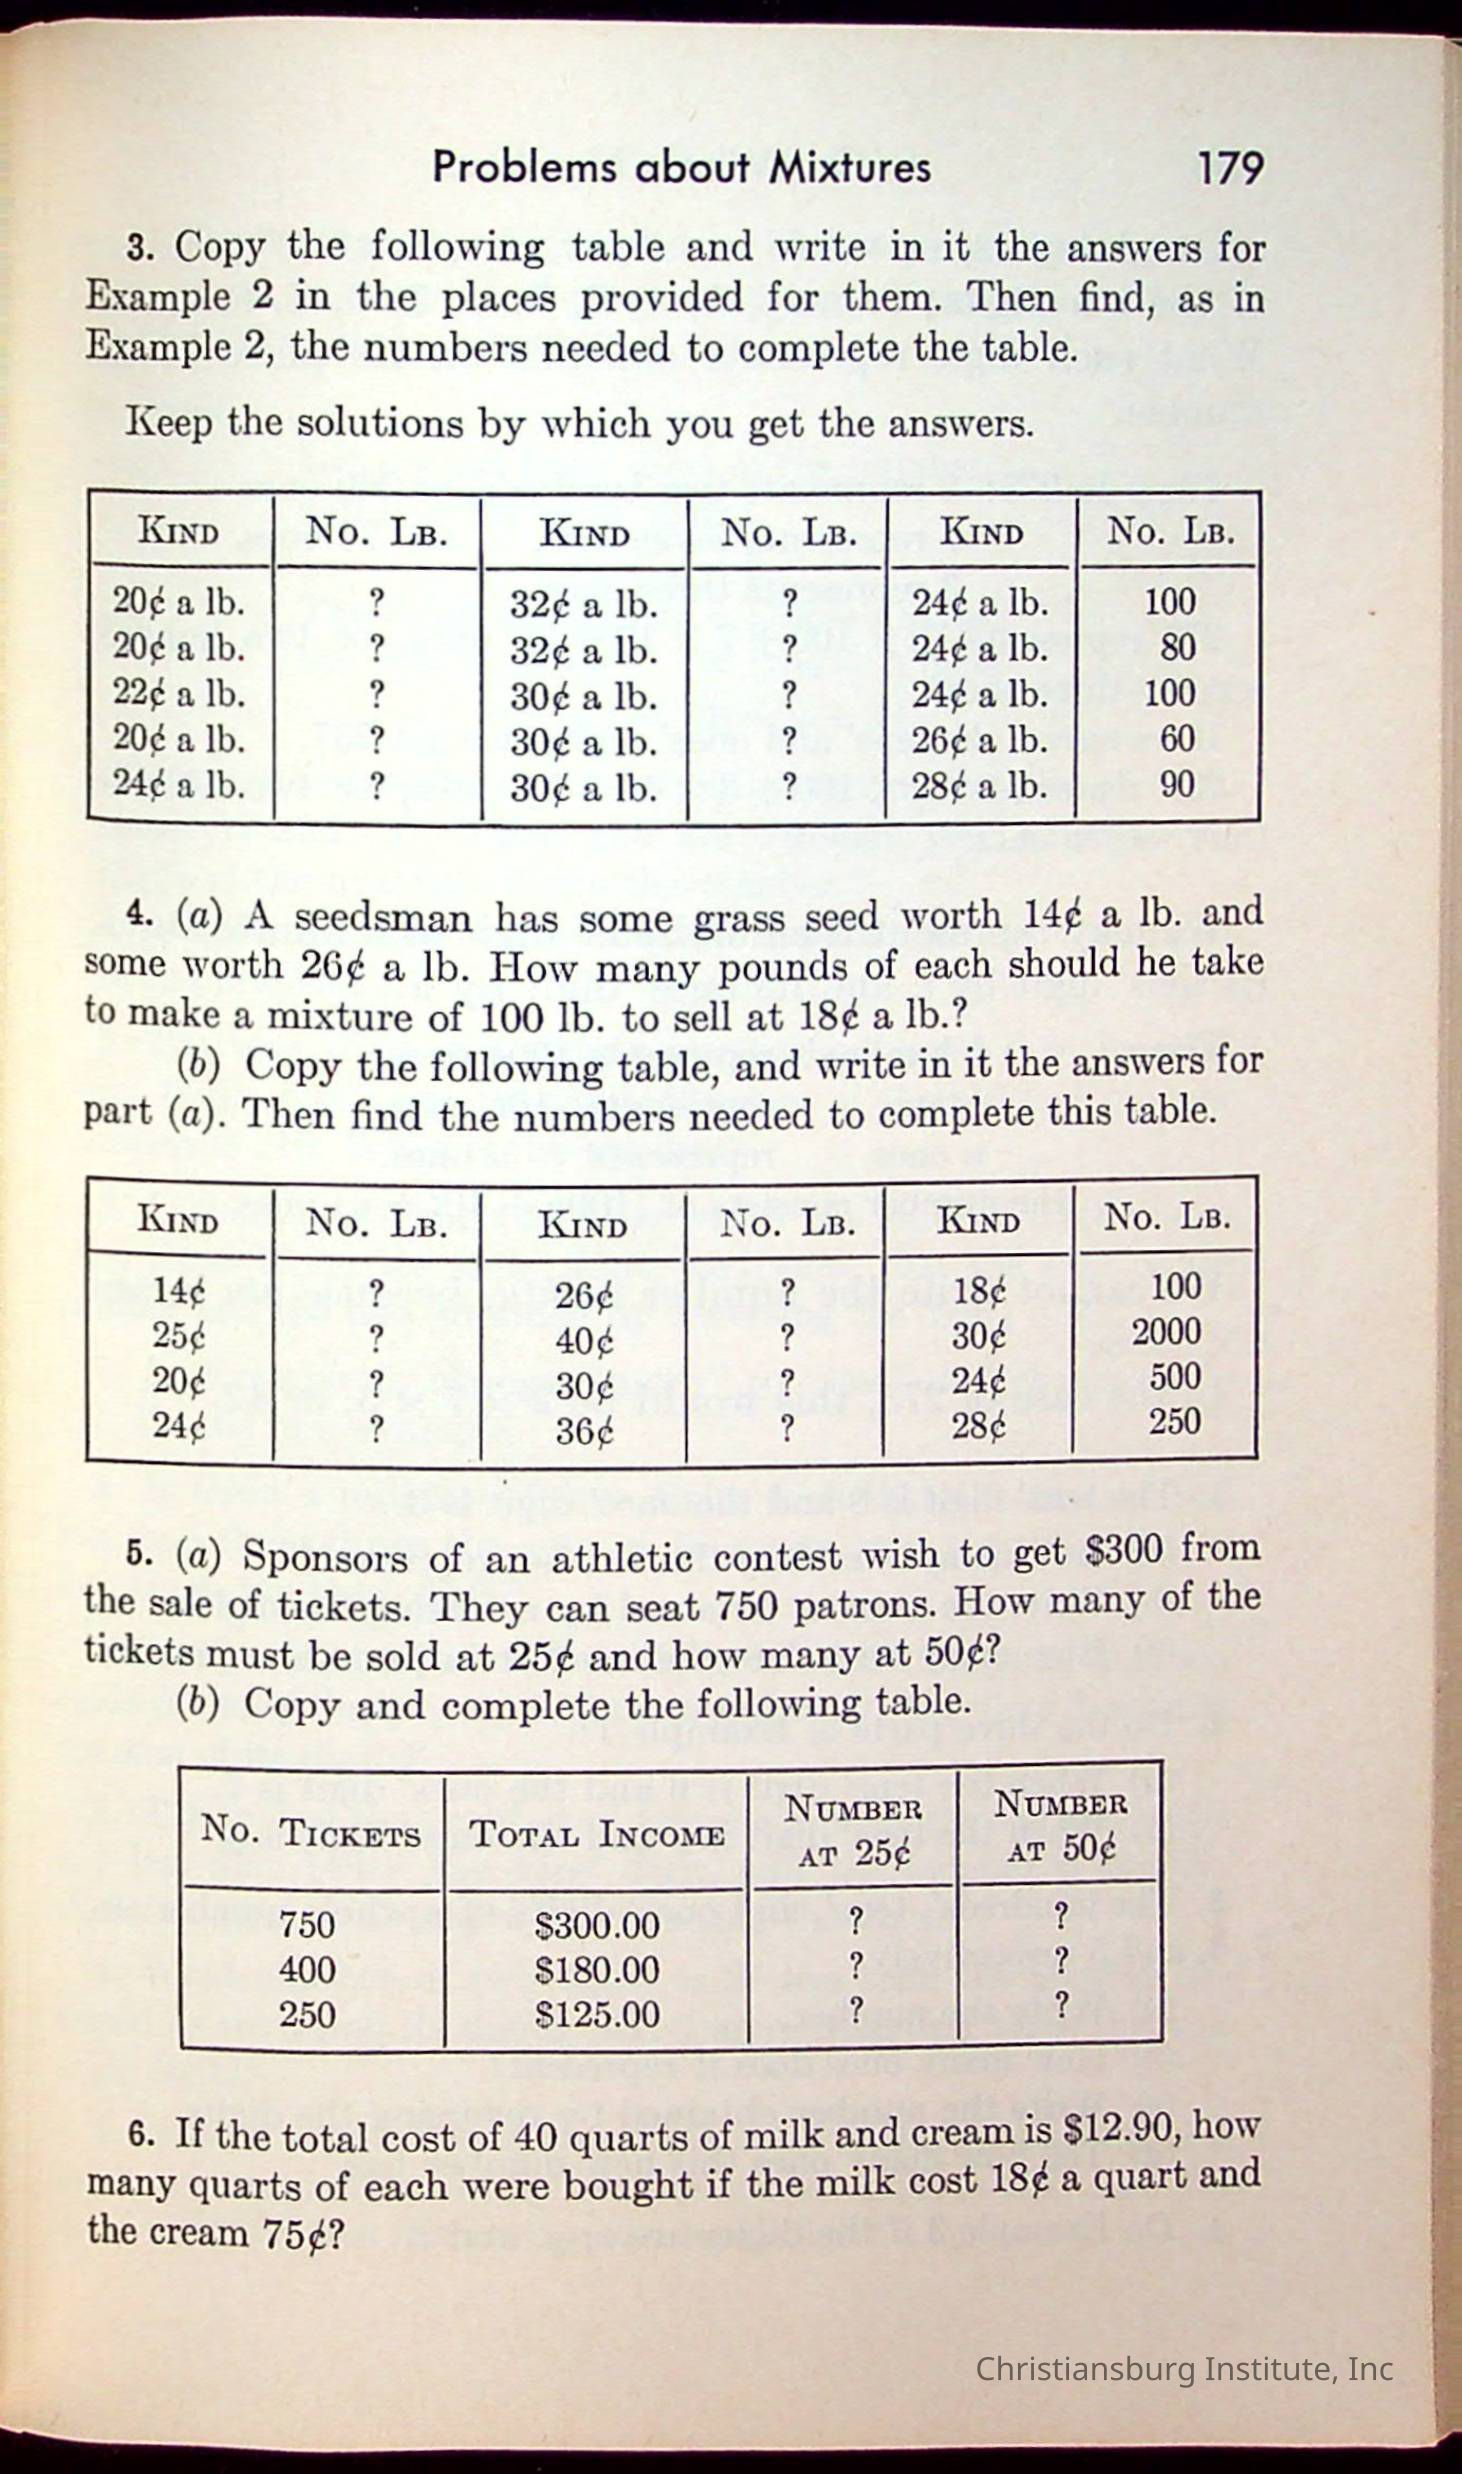 Problems about Mixtures 179
3. Copy the following table and write in it the answers for
Example 2 in the places provided for them. Then find, as in
Example 2, the numbers needed to complete the table.
Keep the solutions by which you get the answers.
KIND NO. LB. KIND NO. LB. KIND NO. LB.
20¢ a lb. ? 32¢ a lb. ? 24¢ a lb. 100
20¢ a lb. ? 32¢ a lb. ? 24¢ a lb. 80
22¢ a lb. ? 30¢ a lb. ? 24¢ a lb. 100
20¢ a lb. ? 30¢ a lb. ? 26¢ a lb. 60
24¢ a lb. ? 30¢ a lb. ? 28¢ a lb. 90
4. (a) A seedsman has some grass seed worth 14¢ a lb. and
some worth 26¢ a lb. How many pounds of each should he take
to make a mixture of 100 lb. to sell at 18¢ a lb.?
(b) Copy the following table, and write in it the answers for
part (a). Then find the numbers needed to complete this table.
KIND NO. LB. KIND NO. LB. KIND NO. LB.
14¢ ? 26¢ ? 18¢ 100
25¢ ? 40¢ ? 30¢ 2000
20¢ ? 30¢ ? 24¢ 500
24¢ ? 36¢ ? 28¢ 250
5. (a) Sponsors of an athletic contest wish to get $300 from
the sale of tickets. They can seat 750 patrons. How many of the
tickets must be sold at 25¢ and how many at 50¢?
(b) Copy and complete the following table.
NO. TICKETS TOTAL INCOME NUMBER AT 25¢ NUMBER AT 50¢
750 $300.00 ? ?
400 $180.00 ? ?
250 $125.00 ? ?
6. If the total cost of 40 quarts of milk and cream is $12.90, how
many quarts of each were bought if the milk cost 18¢ a quart and
the cream 75¢?
Christiansburg Institute, Inc